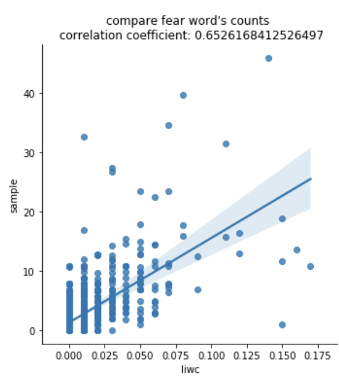 compare fear word's counts
correlation coefficient: 0.6526168412526497
40
30
20
10
0
sample
0.000 0.025 0.050 0.075 0.100 0.125 0.150 0.175
liwc